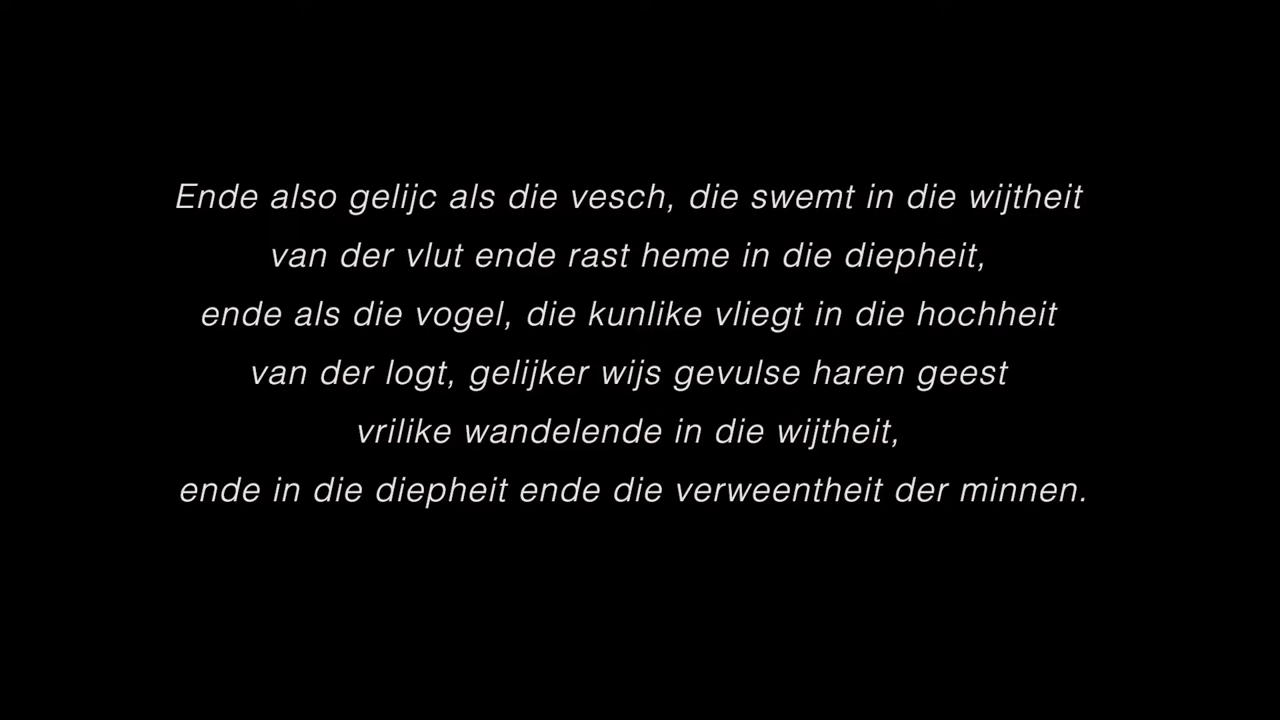 Ende also gelijc als die vesch, die swemt in die wijtheit
van der vlut ende rast heme in die diepheit,
ende als die vogel, die kunlike vliegt in die hochheit
van der logt, gelijker wijs gevulse haren geest
vrilike wandelende in die wijtheit,
ende in die diepheit ende die verweentheit der minnen.